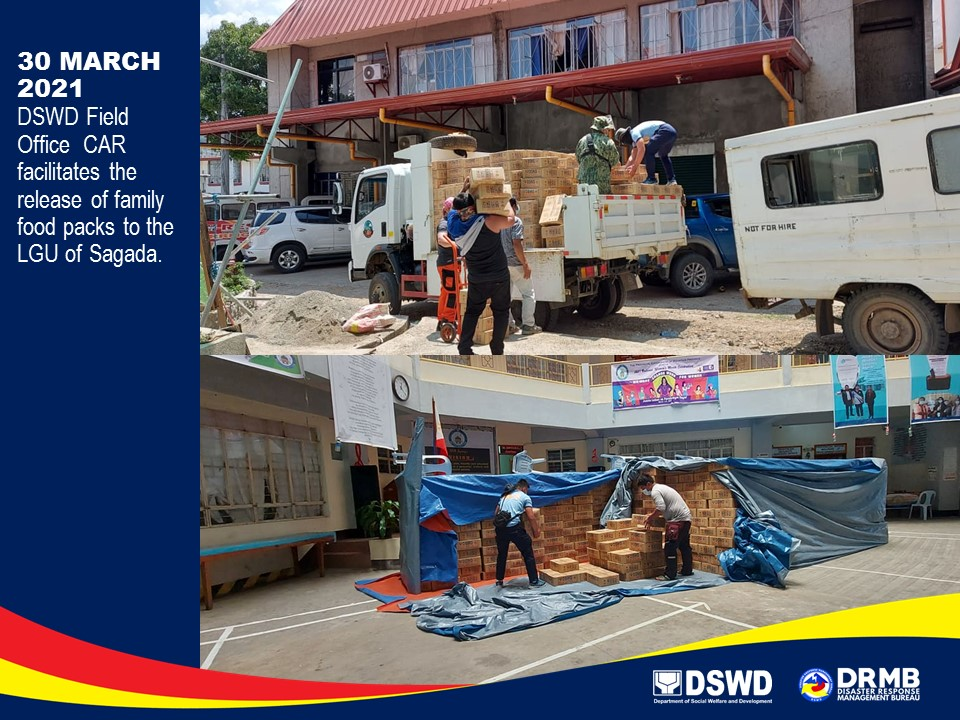 30 MARCH
2021
DSWD Field
Office CAR
facilitates the
release of family
food packs to the
LGU of Sagada.
NOT FOR HIRE
DSWD
Department of Social Welfare and Development
DRMB
DISASTER RESPONSE
MANAGEMENT BUREAU